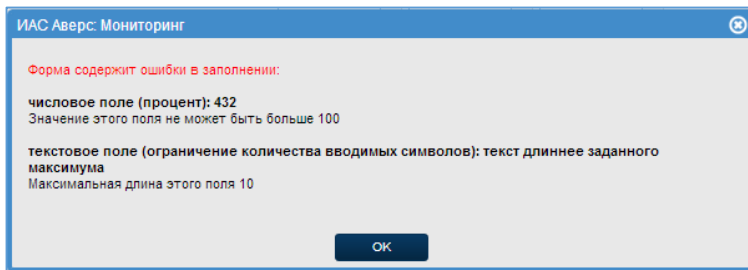 ИАС Аверс: Мониторинг
Форма содержит ошибки в заполнении:
числовое поле (процент): 432
Значение этого поля не может быть больше 100
текстовое поле (ограничение количества вводимых символов): текст длиннее заданного
максимума
Максимальная длина этого поля 10
ОК